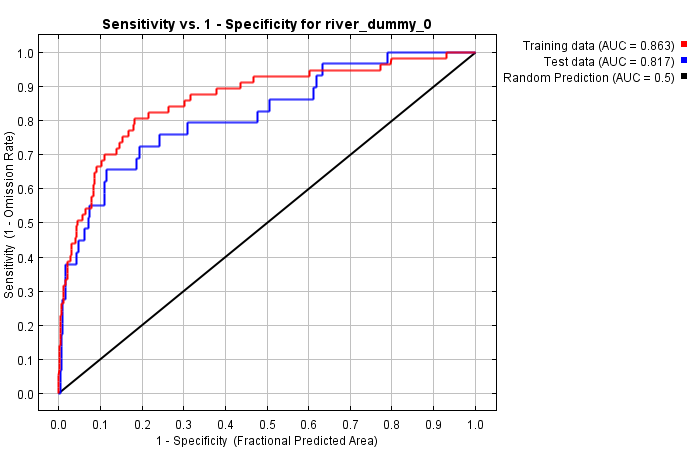 Sensitivity vs. 1 - Specificity for river_dummy_0
Training data (AUC = 0.863)
Test data (AUC = 0.817)
Random Prediction (AUC = 0.5)
Sensitivity (1 - Omission Rate)
1.0
0.9
0.8
0.7
0.6
0.5
0.4
0.3
0.2
0.1
0.0
0.0 0.1 0.2 0.3 0.4 0.5 0.6 0.7 0.8 0.9 1.0
1 - Specificity (Fractional Predicted Area)